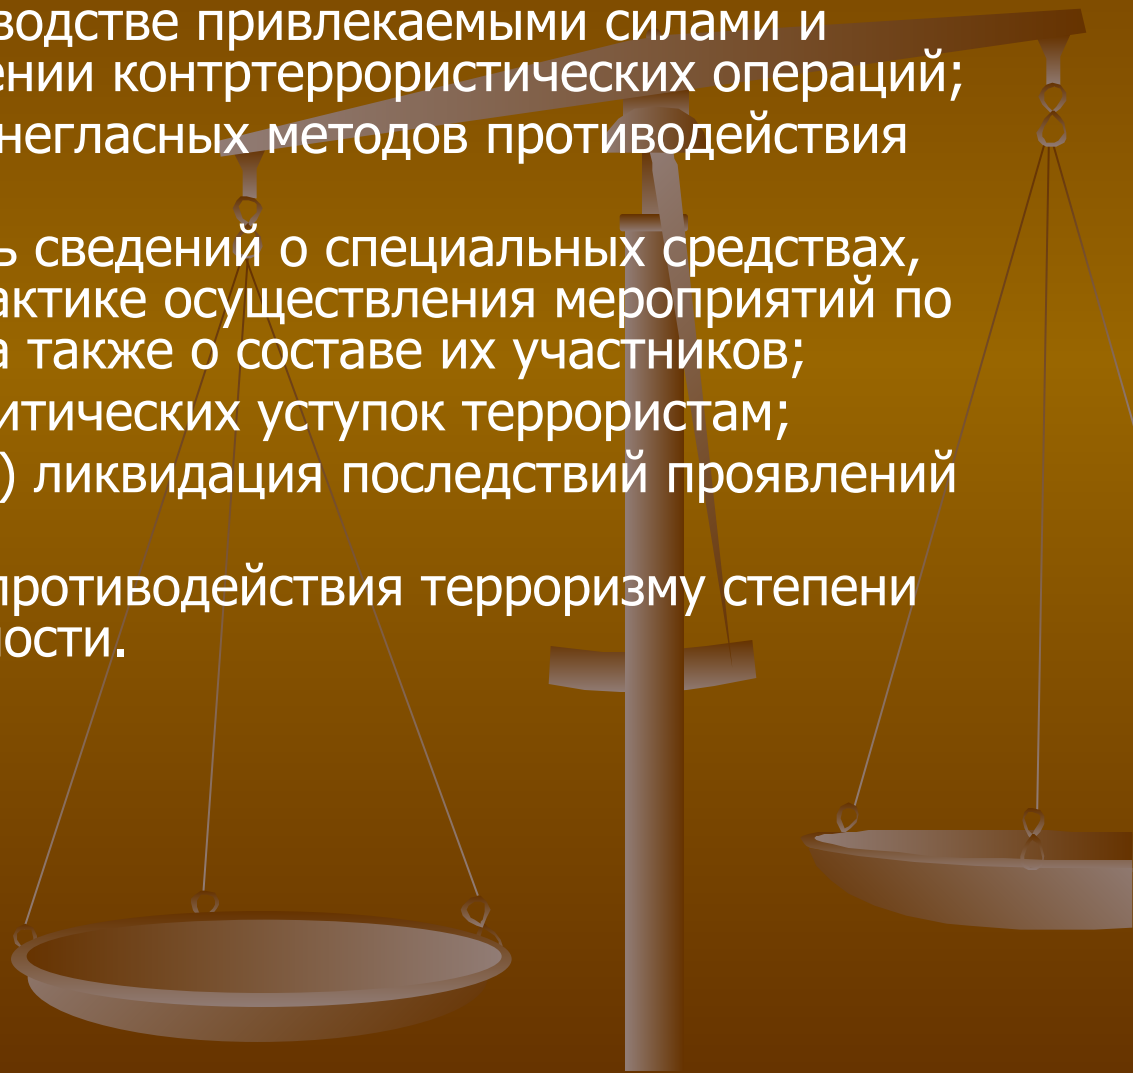 водстве привлекаемыми силами и
ении контртеррористических операций;
негласных методов противодействия
ь сведений о специальных средствах,
актике осуществления мероприятий по
а также о составе их участников;
итических уступок террористам;
) ликвидация последствий проявлений
противодействия терроризму степени
ности.